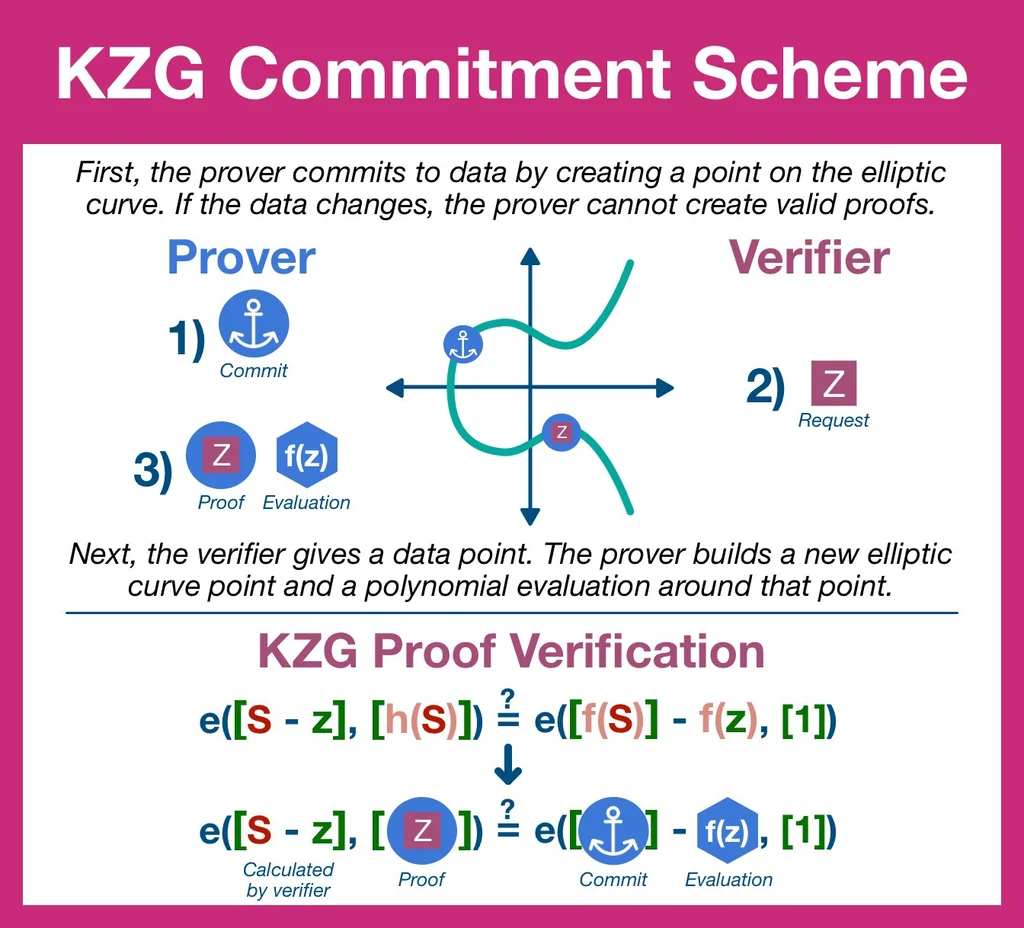 KZG Commitment Scheme
First, the prover commits to data by creating a point on the elliptic
curve. If the data changes, the prover cannot create valid proofs.
Prover
Verifier
1)
Commit
2) Z
Request
3) Z f(z)
Proof Evaluation
Z
Next, the verifier gives a data point. The prover builds a new elliptic
curve point and a polynomial evaluation around that point.
KZG Proof Verification
e([S - z], [h(S)]) ≟ e([f(S)] - f(z), [1])
e([S - z], [Z]) ≟ e([ ] - f(z), [1])
Calculated
by verifier
Proof
Commit
Evaluation